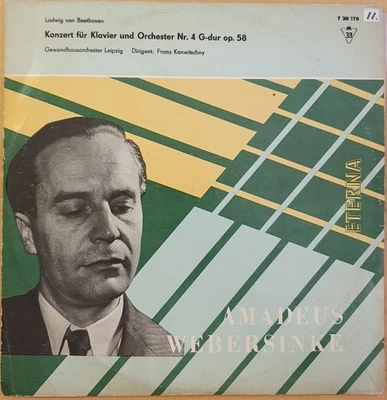 Ludwig van Beethoven
Konzert für Klavier und Orchester Nr. 4 G-dur op. 58
Gewandhausorchester Leipzig Dirigent: Franz Konwitschny
7 20 170
M
33
11.
ETERNA
AMADEUS
WEBERSINKE